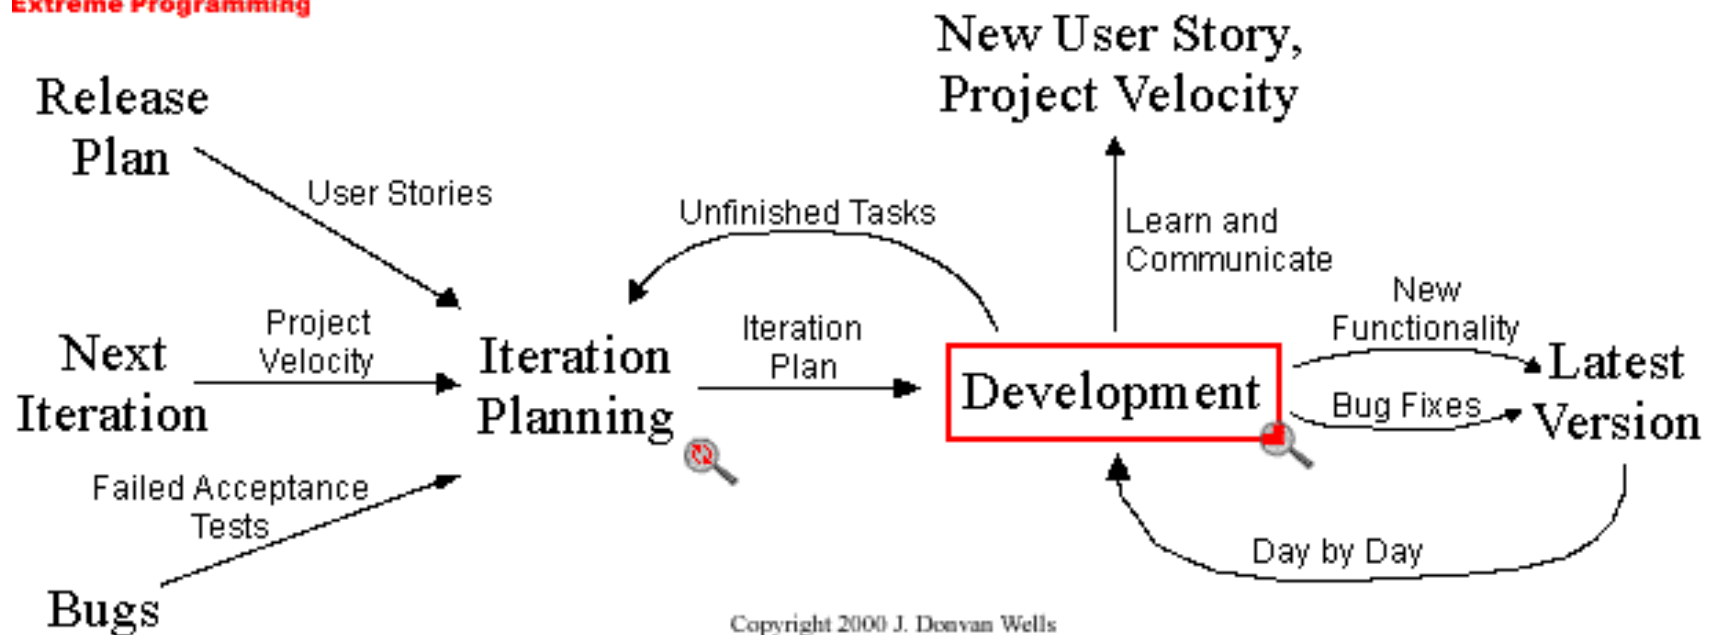 Extreme Programming
New User Story,
Project Velocity
Release
Plan
User Stories
Unfinished Tasks
Learn and
Communicate
New
Functionality
Project
Velocity
Iteration
Plan
Next
Iteration
Iteration
Planning
Development
Latest
Version
Bug Fixes
Failed Acceptance
Tests
Day by Day
Bugs
Copyright 2000 J. Donvan Wells